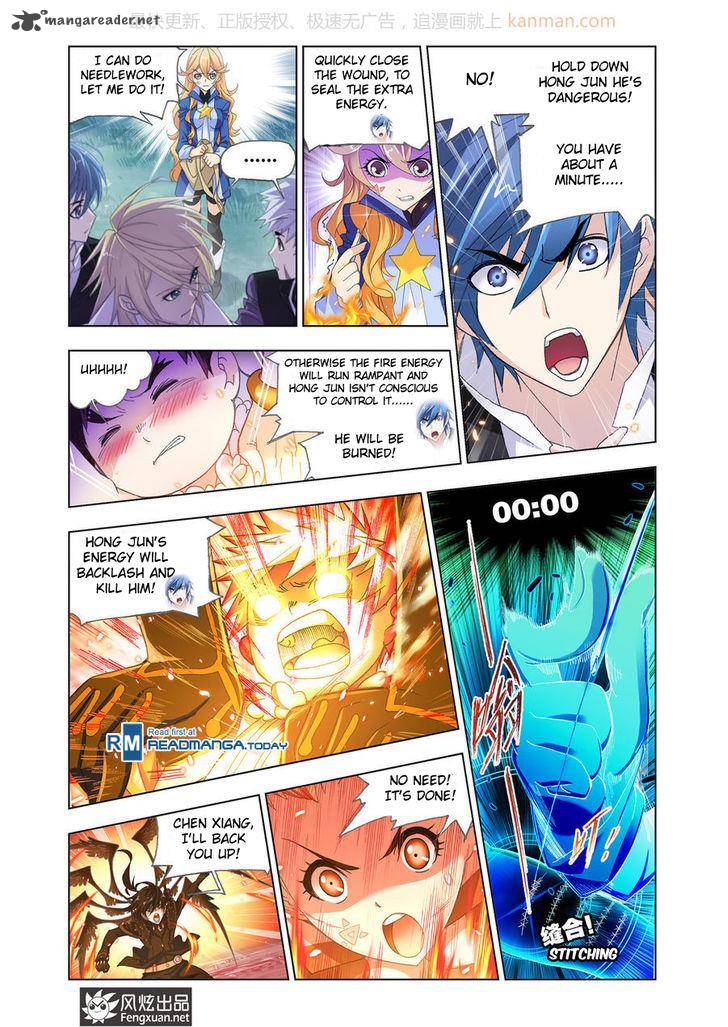 mangareader.net
最快更新、正版授权、极速无广告，追漫画就上 kanman.com
I CAN DO
NEEDLEWORK,
LET ME DO IT!
......
QUICKLY CLOSE
THE WOUND, TO
SEAL THE EXTRA
ENERGY.
NO!
HOLD DOWN
HONG JUN HE'S
DANGEROUS!
YOU HAVE
ABOUT A
MINUTE.....
UHHHH!
OTHERWISE THE FIRE ENERGY
WILL RUN RAMPANT AND
HONG JUN ISN'T CONSCIOUS
TO CONTROL IT......
HE WILL BE
BURNED!
HONG JUN'S
ENERGY WILL
BACKLASH AND
KILL HIM!
RM
Read first at
READMANGA.TODAY
00:00
叮!
缝合!
STITCHING
CHEN XIANG,
I'LL BACK
YOU UP!
NO NEED!
IT'S DONE!
风炫出品
Fengxuan.net